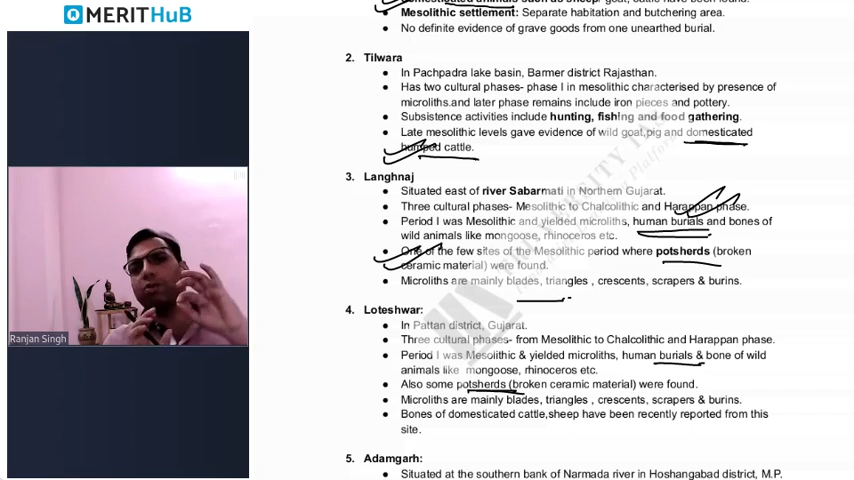 MERITHUB
domesticated animals such as sheep/ goat, cattle have been found.
Mesolithic settlement: Separate habitation and butchering area.
No definite evidence of grave goods from one unearthed burial.
2. Tilwara
In Pachpadra lake basin, Barmer district Rajasthan.
Has two cultural phases- phase I in mesolithic characterised by presence of
microliths.and later phase remains include iron pieces and pottery.
Subsistence activities include hunting, fishing and food gathering.
Late mesolithic levels gave evidence of wild goat,pig and domesticated
humped cattle.
3. Langhnaj
Situated east of river Sabarmati in Northern Gujarat.
Three cultural phases- Mesolithic to Chalcolithic and Harappan phase.
Period I was Mesolithic and yielded microliths, human burials and bones of
wild animals like mongoose, rhinoceros etc.
One of the few sites of the Mesolithic period where potsherds (broken
ceramic material) were found.
Microliths are mainly blades, triangles , crescents, scrapers & burins.
4. Loteshwar:
In Pattan district, Gujarat.
Three cultural phases- from Mesolithic to Chalcolithic and Harappan phase.
Period I was Mesolithic & yielded microliths, human burials & bone of wild
animals like mongoose, rhinoceros etc.
Also some potsherds (broken ceramic material) were found.
Microliths are mainly blades, triangles , crescents, scrapers & burins.
Bones of domesticated cattle,sheep have been recently reported from this
site.
5. Adamgarh:
Situated at the southern bank of Narmada river in Hoshangabad district, M.P.
Ranjan Singh